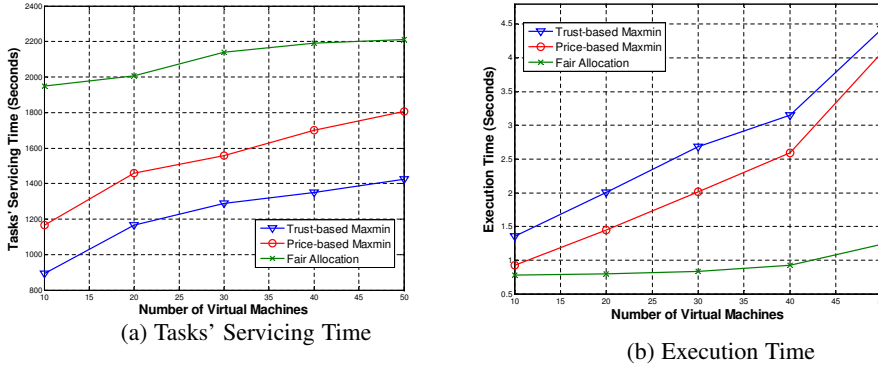 2400
2200
2000
1800
1600
1400
1200
1000
800
10 15 20 25 30 35 40 45 50
Tasks' Servicing Time (Seconds)
Number of Virtual Machines
Trust-based Maxmin
Price-based Maxmin
Fair Allocation
(a) Tasks' Servicing Time
4.5
4
3.5
3
2.5
2
1.5
1
0.5
10 15 20 25 30 35 40 45
Execution Time (Seconds)
Number of Virtual Machines
Trust-based Maxmin
Price-based Maxmin
Fair Allocation
(b) Execution Time